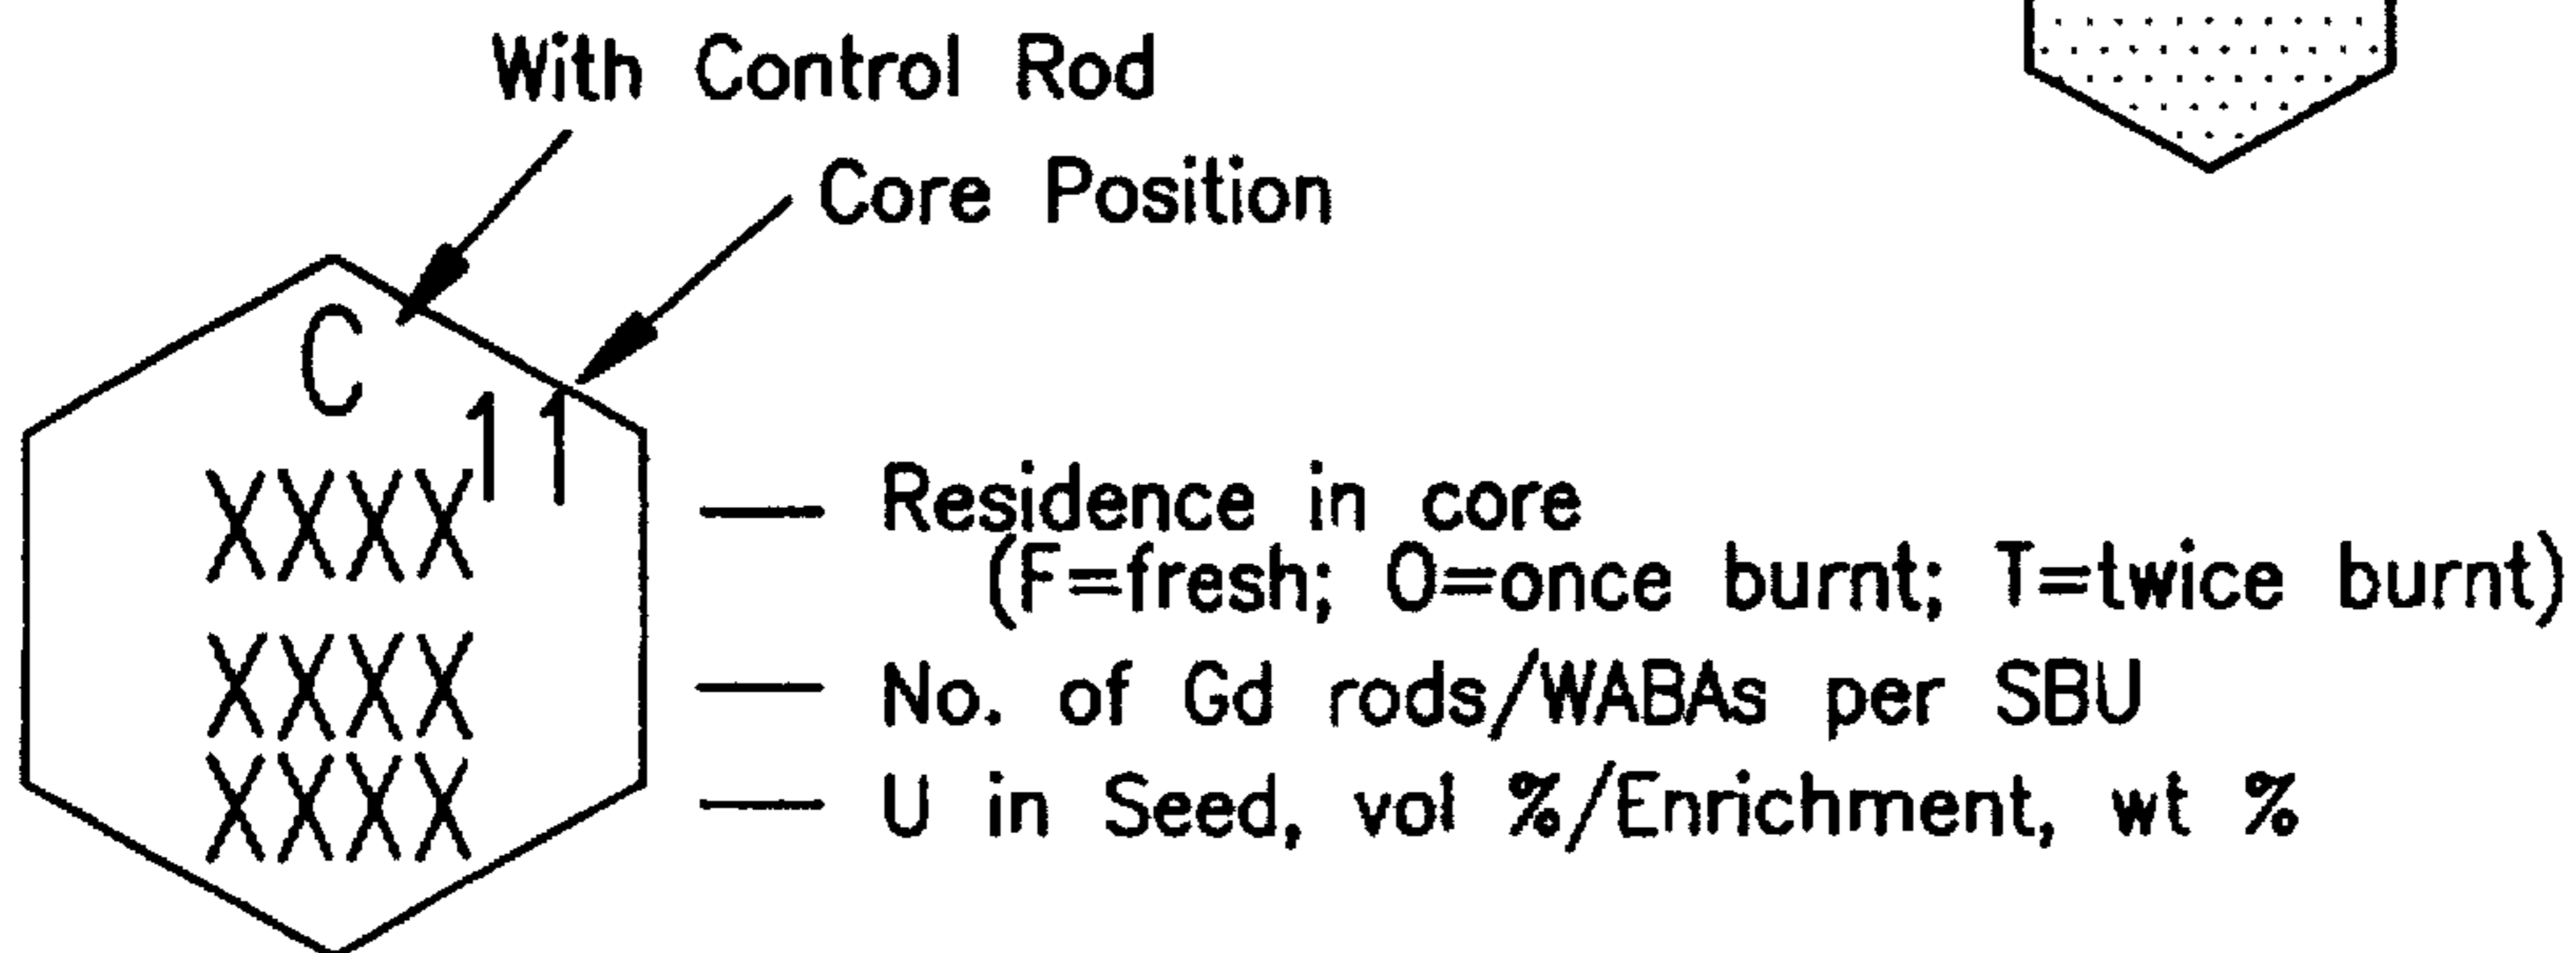 With Control Rod
Core Position
C
11
XXXX
Residence in core
(F=fresh; O=once burnt; T=twice burnt)
XXXX
No. of Gd rods/WABAs per SBU
XXXX
U in Seed, vol %/Enrichment, wt %